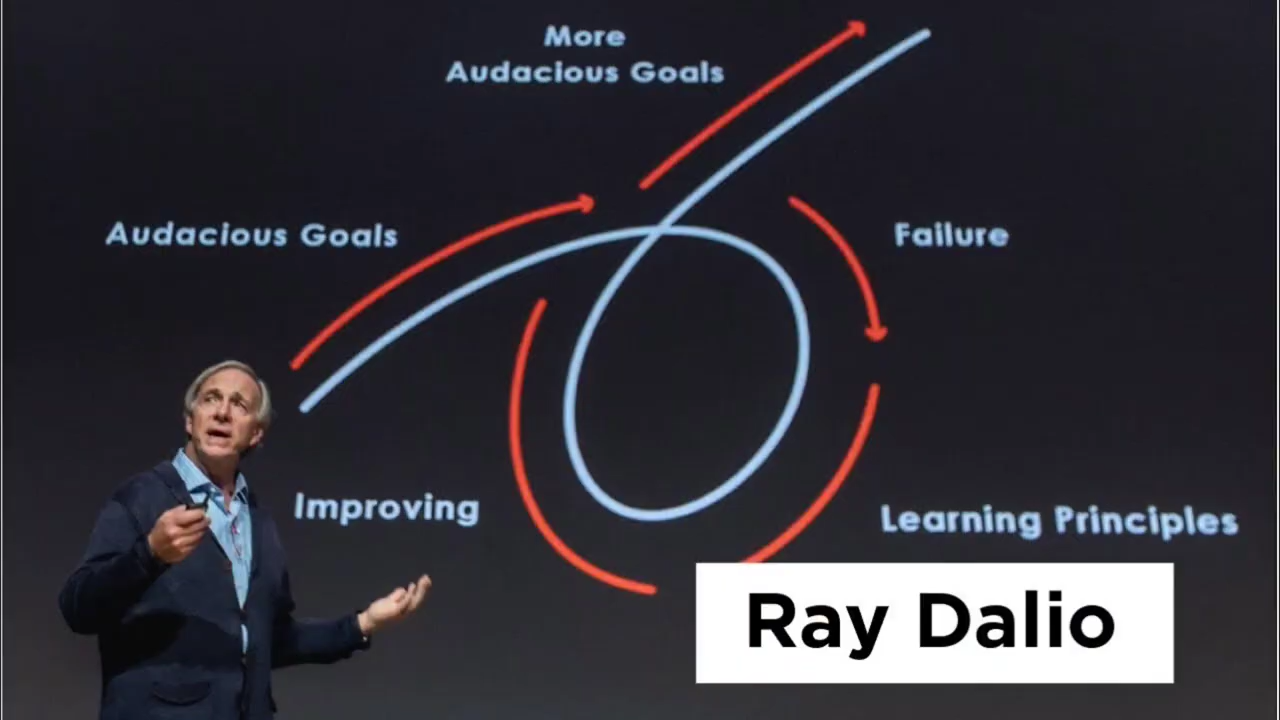 More
Audacious Goals
Audacious Goals
Failure
Improving
Learning Principles
Ray Dalio